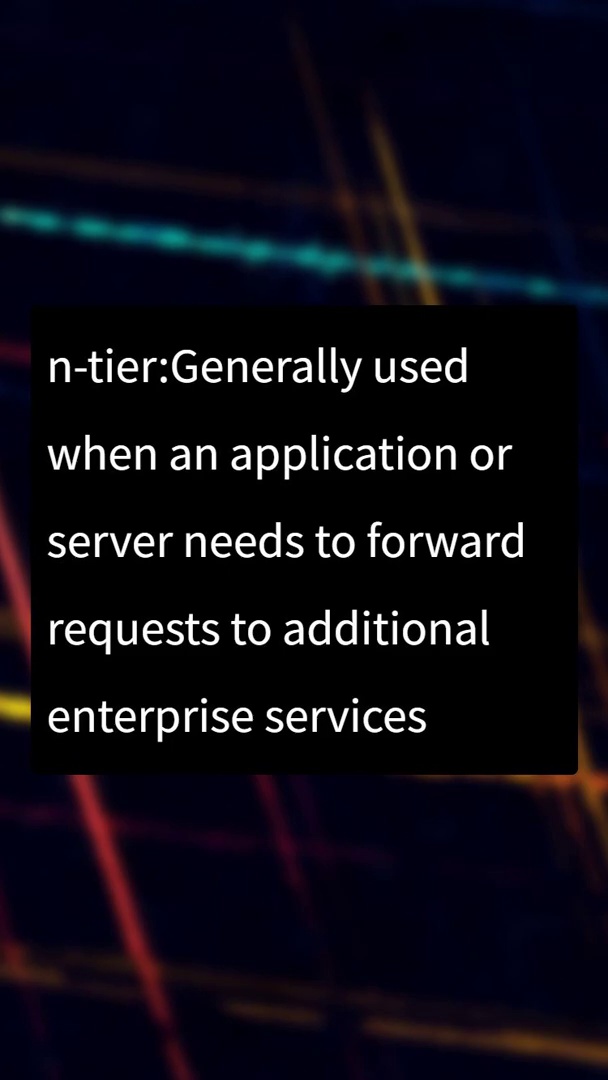 n-tier:Generally used
when an application or
server needs to forward
requests to additional
enterprise services